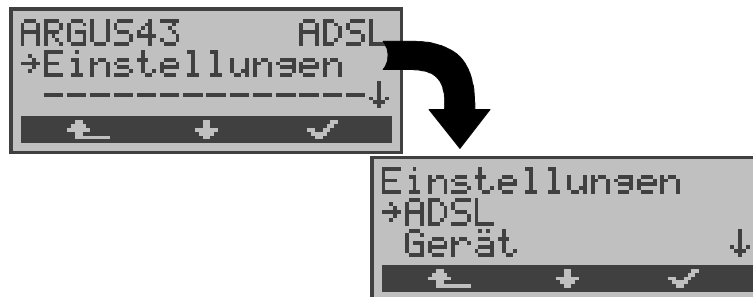 ARGUS43 ADSL
→Einstellungen
---------------↓
Einstellungen
→ADSL
Gerät ↓